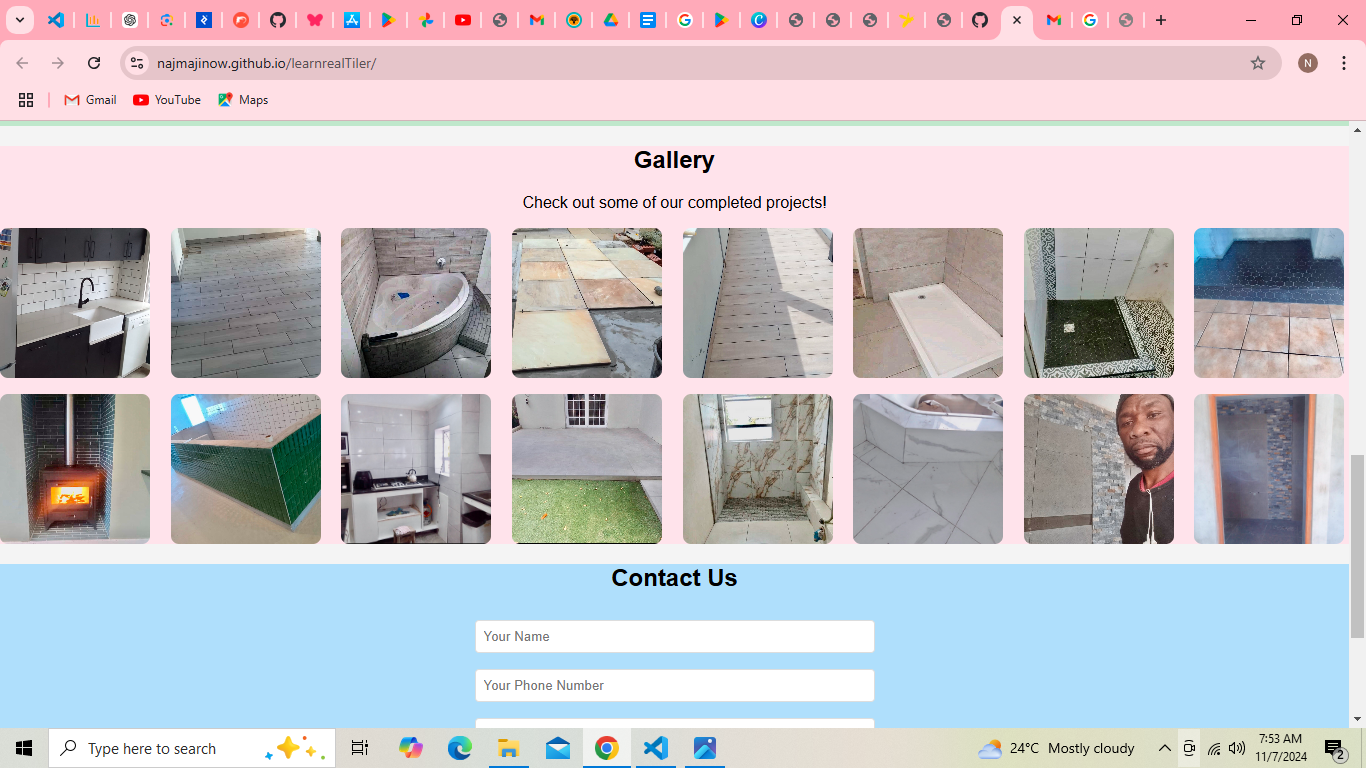 najmajinow.github.io/learnrealTiler/
N
Gmail
YouTube
Maps
Gallery
Check out some of our completed projects!
Contact Us
Your Name
Your Phone Number
Type here to search
24°C Mostly cloudy
7:53 AM
11/7/2024
2